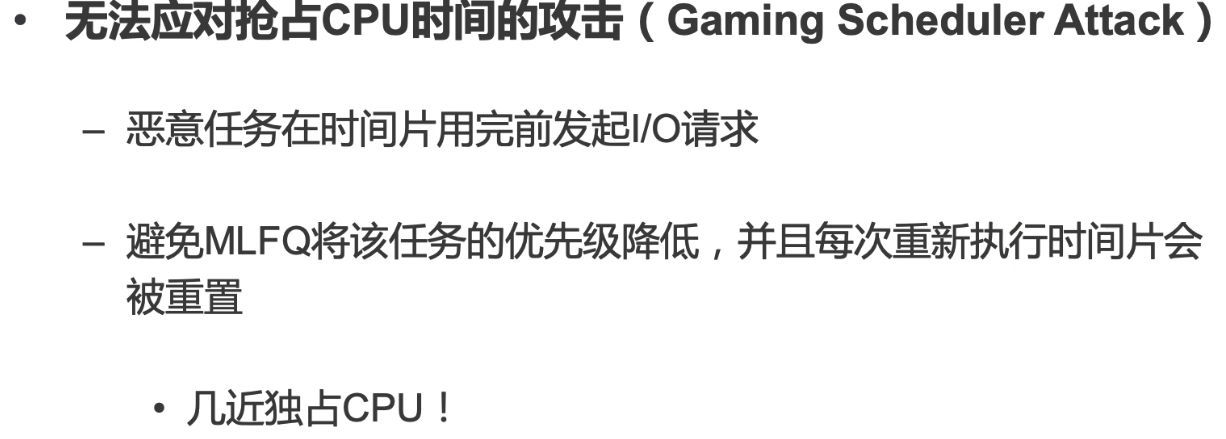 • 无法应对抢占CPU时间的攻击（Gaming Scheduler Attack）
– 恶意任务在时间片用完前发起I/O请求
– 避免MLFQ将该任务的优先级降低，并且每次重新执行时间片会
被重置
• 几近独占CPU！